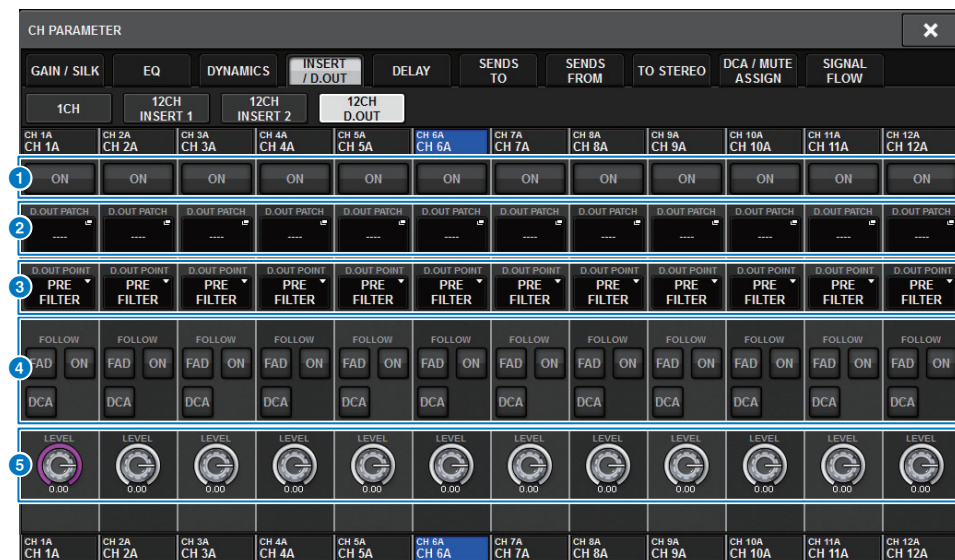 CH PARAMETER
GAIN / SILK EQ DYNAMICS INSERT / D.OUT DELAY SENDS TO SENDS FROM TO STEREO DCA / MUTE ASSIGN SIGNAL FLOW
1CH 12CH INSERT 1 12CH INSERT 2 12CH D.OUT
CH 1A CH 2A CH 3A CH 4A CH 5A CH 6A CH 7A CH 8A CH 9A CH 10A CH 11A CH 12A
CH 1A CH 2A CH 3A CH 4A CH 5A CH 6A CH 7A CH 8A CH 9A CH 10A CH 11A CH 12A
1 ON ON ON ON ON ON ON ON ON ON ON ON
D.OUT PATCH D.OUT PATCH D.OUT PATCH D.OUT PATCH D.OUT PATCH D.OUT PATCH D.OUT PATCH D.OUT PATCH D.OUT PATCH D.OUT PATCH D.OUT PATCH D.OUT PATCH
2 ---- ---- ---- ---- ---- ---- ---- ---- ---- ---- ---- ----
D.OUT POINT D.OUT POINT D.OUT POINT D.OUT POINT D.OUT POINT D.OUT POINT D.OUT POINT D.OUT POINT D.OUT POINT D.OUT POINT D.OUT POINT D.OUT POINT
3 PRE PRE PRE PRE PRE PRE PRE PRE PRE PRE PRE PRE
FILTER FILTER FILTER FILTER FILTER FILTER FILTER FILTER FILTER FILTER FILTER FILTER
FOLLOW FOLLOW FOLLOW FOLLOW FOLLOW FOLLOW FOLLOW FOLLOW FOLLOW FOLLOW FOLLOW FOLLOW
4 FAD ON FAD ON FAD ON FAD ON FAD ON FAD ON FAD ON FAD ON FAD ON FAD ON FAD ON FAD ON
DCA DCA DCA DCA DCA DCA DCA DCA DCA DCA DCA DCA
LEVEL LEVEL LEVEL LEVEL LEVEL LEVEL LEVEL LEVEL LEVEL LEVEL LEVEL LEVEL
5
0.00 0.00 0.00 0.00 0.00 0.00 0.00 0.00 0.00 0.00 0.00 0.00
CH 1A CH 2A CH 3A CH 4A CH 5A CH 6A CH 7A CH 8A CH 9A CH 10A CH 11A CH 12A
CH 1A CH 2A CH 3A CH 4A CH 5A CH 6A CH 7A CH 8A CH 9A CH 10A CH 11A CH 12A